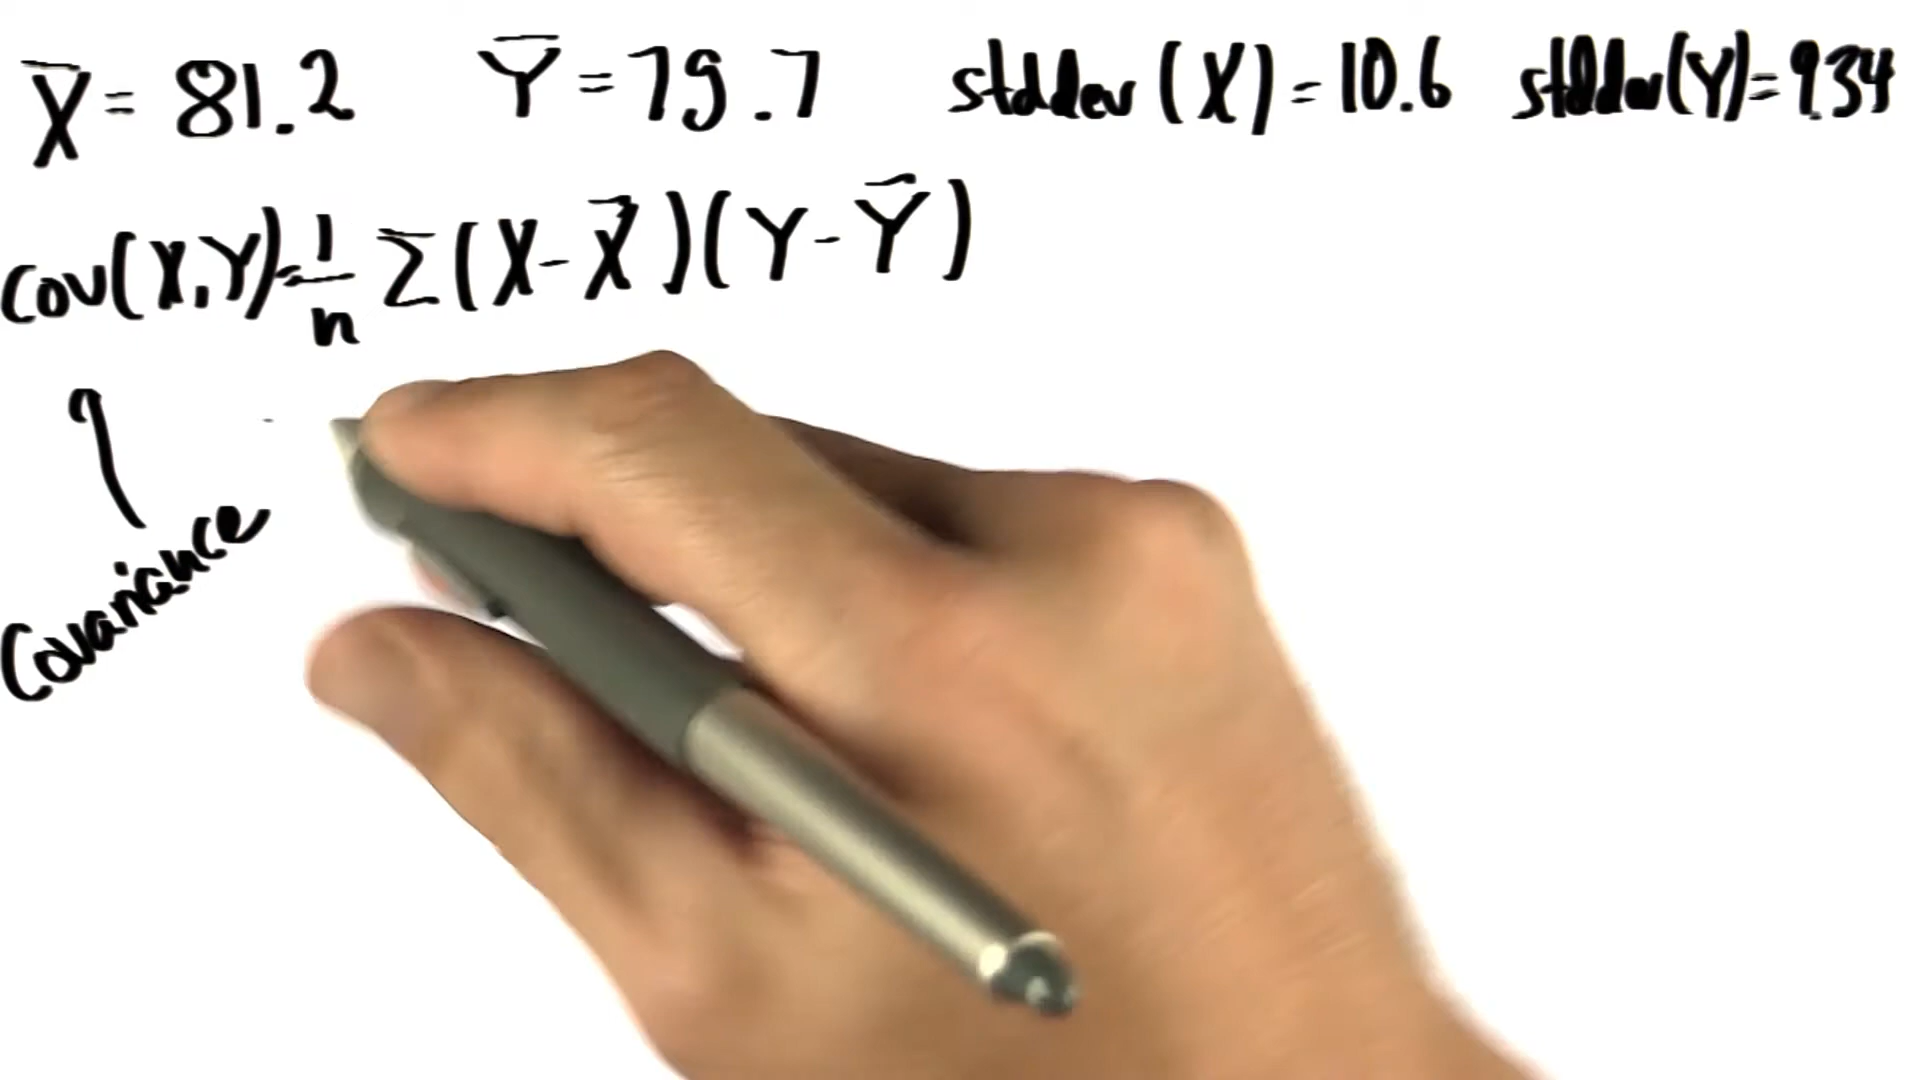 X̄ = 81.2 Ȳ = 79.7 stddev (X) = 10.6 stddev(Y) = 9.34
Cov(X,Y) = 1/n Σ(X-X̄)(Y-Ȳ)
Covariance